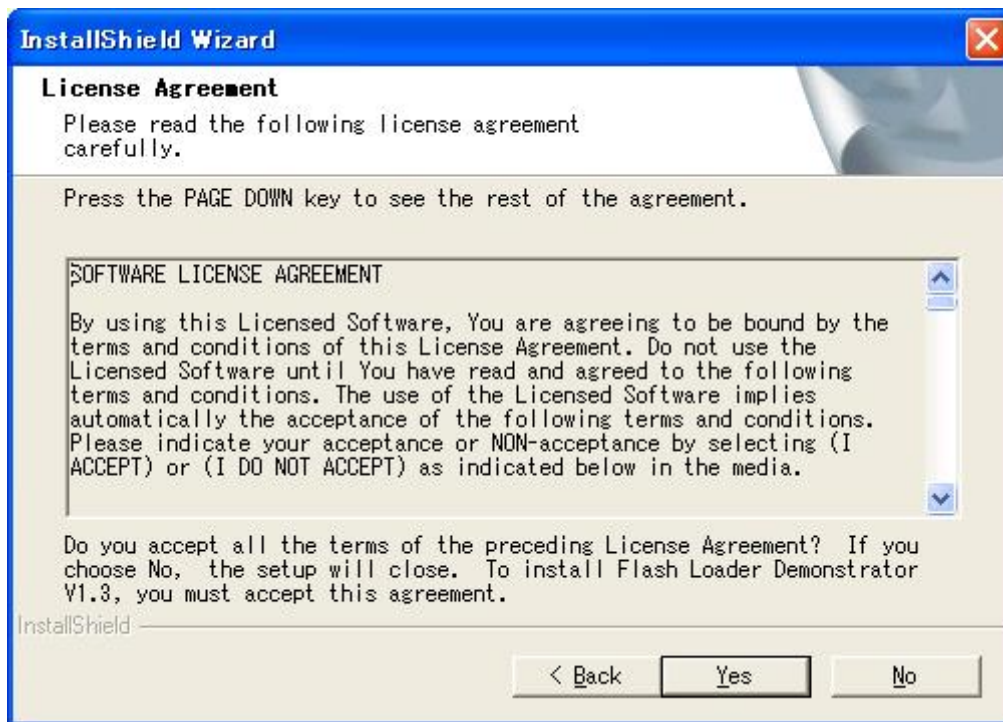 InstallShield Wizard
License Agreement
Please read the following license agreement
carefully.
Press the PAGE DOWN key to see the rest of the agreement.
SOFTWARE LICENSE AGREEMENT
By using this Licensed Software, You are agreeing to be bound by the
terms and conditions of this License Agreement. Do not use the
Licensed Software until You have read and agreed to the following
terms and conditions. The use of the Licensed Software implies
automatically the acceptance of the following terms and conditions.
Please indicate your acceptance or NON-acceptance by selecting (I
ACCEPT) or (I DO NOT ACCEPT) as indicated below in the media.
Do you accept all the terms of the preceding License Agreement?  If you
choose No,  the setup will close.  To install Flash Loader Demonstrator
V1.3, you must accept this agreement.
InstallShield
< Back
Yes
No